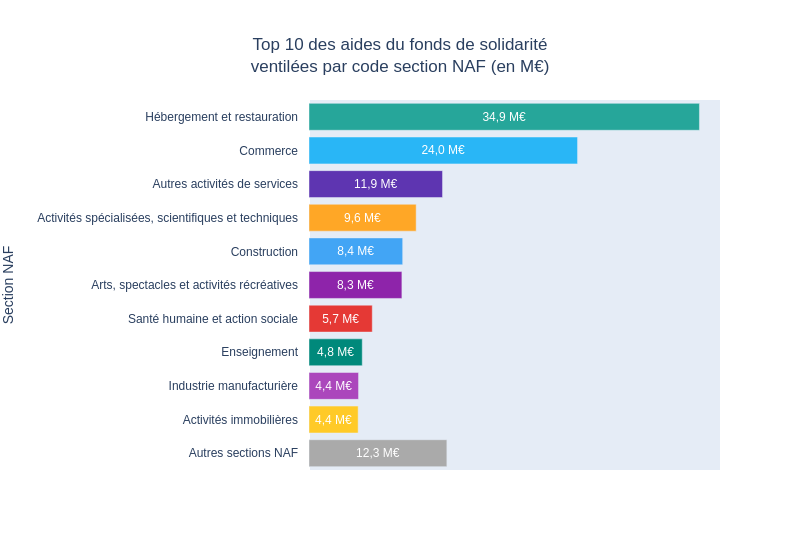 Top 10 des aides du fonds de solidarité
ventilées par code section NAF (en M€)
Section NAF
Hébergement et restauration 34,9 M€
Commerce 24,0 M€
Autres activités de services 11,9 M€
Activités spécialisées, scientifiques et techniques 9,6 M€
Construction 8,4 M€
Arts, spectacles et activités récréatives 8,3 M€
Santé humaine et action sociale 5,7 M€
Enseignement 4,8 M€
Industrie manufacturière 4,4 M€
Activités immobilières 4,4 M€
Autres sections NAF 12,3 M€